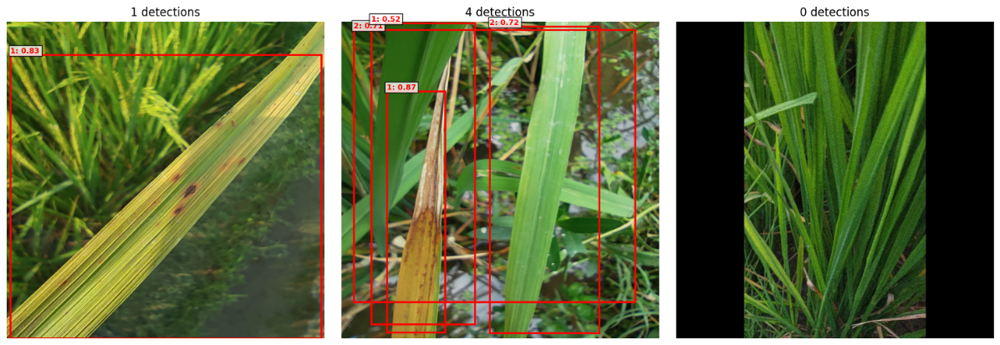 1 detections
4 detections
0 detections
1: 0.83
1: 0.52
2: 0.71
2: 0.72
1: 0.87